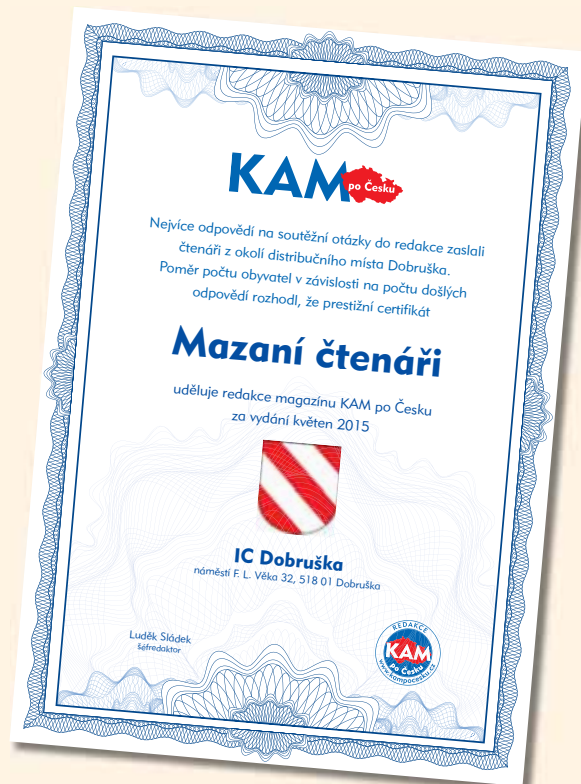 KAM
po Česku
Nejvíce odpovědí na soutěžní otázky do redakce zaslali
čtenáři z okolí distribučního místa Dobruška.
Poměr počtu obyvatel v závislosti na počtu došlých
odpovědí rozhodl, že prestižní certifikát
Mazaní čtenáři
uděluje redakce magazínu KAM po Česku
za vydání květen 2015
IC Dobruška
náměstí F. L. Věka 32, 518 01 Dobruška
Luděk Sládek
šéfredaktor
REDAKCE
KAM
po Česku
www.kampocesku.cz